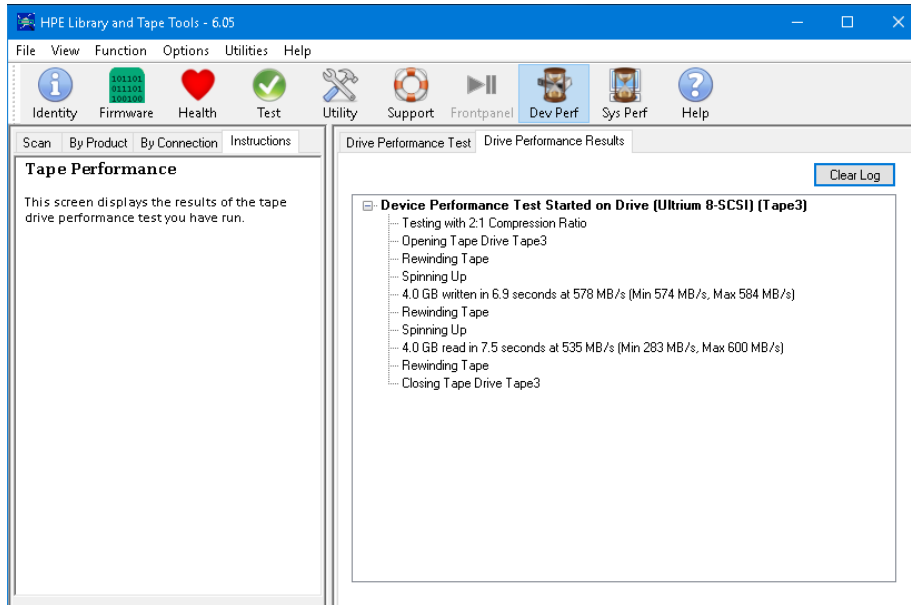 HPE Library and Tape Tools - 6.05
File View Function Options Utilities Help
101101
011101
100100
Identity Firmware Health Test Utility Support Frontpanel Dev Perf Sys Perf Help
Scan By Product By Connection Instructions
Tape Performance
This screen displays the results of the tape
drive performance test you have run.
Drive Performance Test Drive Performance Results
Clear Log
Device Performance Test Started on Drive (Ultrium 8-SCSI) (Tape3)
Testing with 2:1 Compression Ratio
Opening Tape Drive Tape3
Rewinding Tape
Spinning Up
4.0 GB written in 6.9 seconds at 578 MB/s (Min 574 MB/s, Max 584 MB/s)
Rewinding Tape
Spinning Up
4.0 GB read in 7.5 seconds at 535 MB/s (Min 283 MB/s, Max 600 MB/s)
Rewinding Tape
Closing Tape Drive Tape3